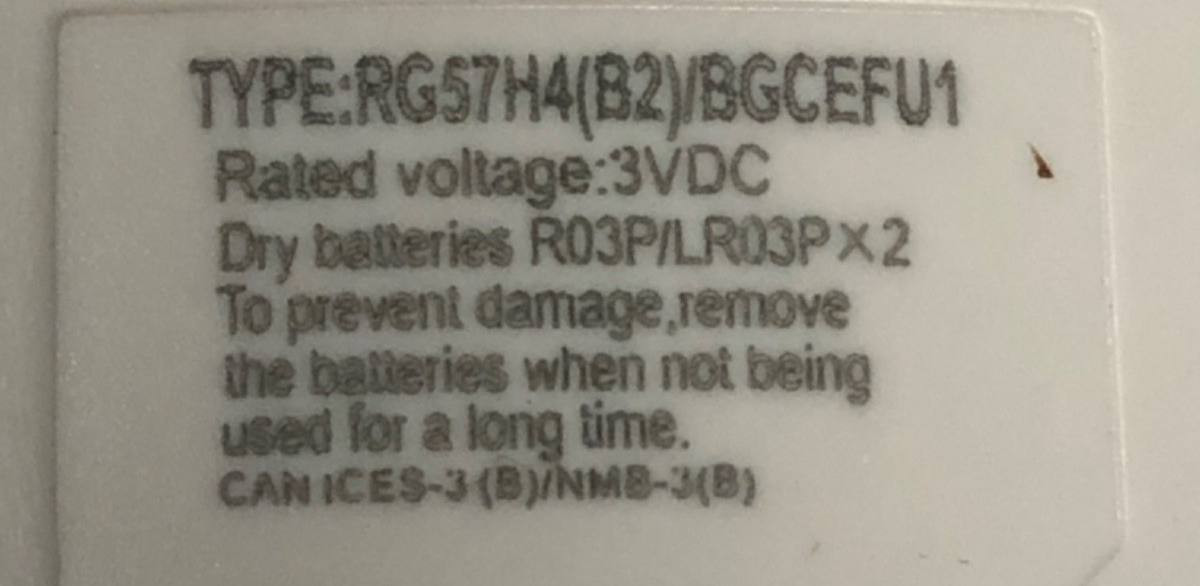 TYPE:RG57H4(B2)/BGCEFU1
Rated voltage:3VDC
Dry batteries R03P/LR03P×2
To prevent damage,remove
the batteries when not being
used for a long time.
CAN ICES-3 (B)/NMB-3(B)